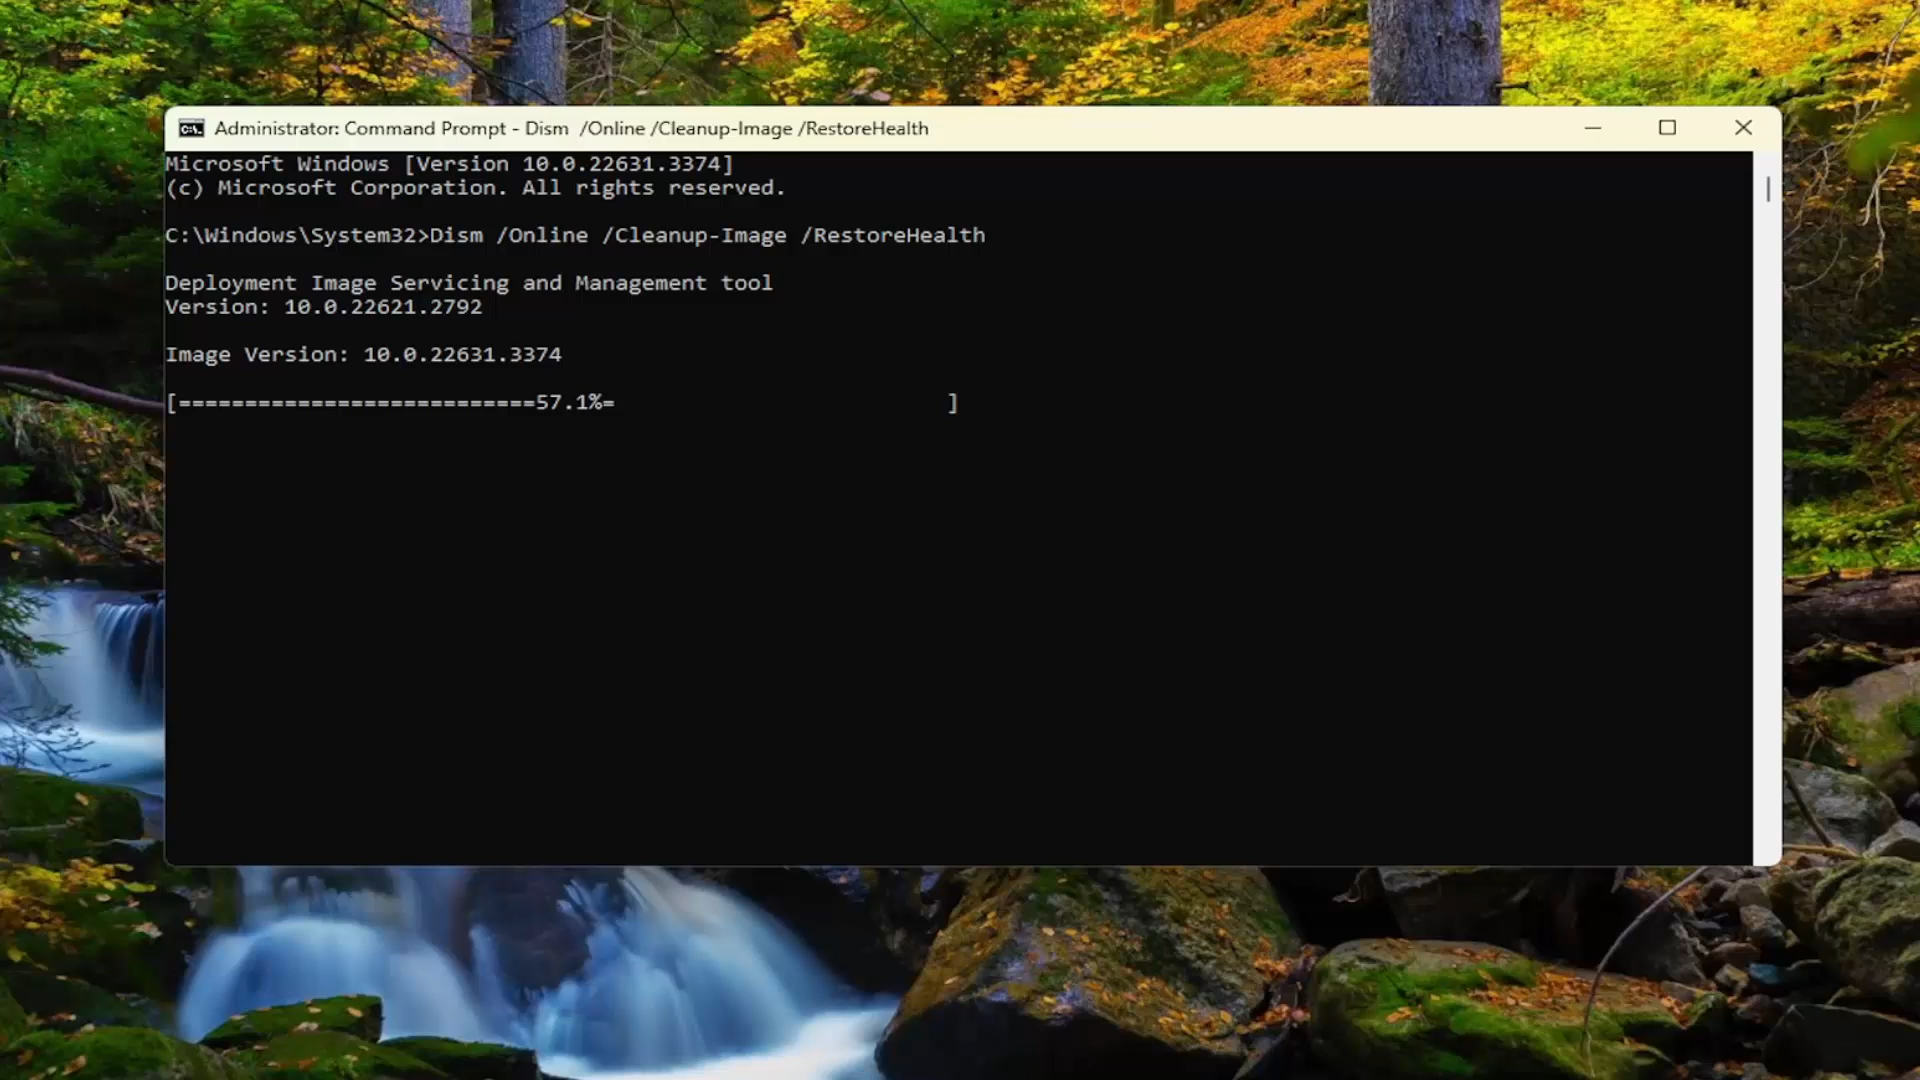 Administrator: Command Prompt - Dism  /Online /Cleanup-Image /RestoreHealth
Microsoft Windows [Version 10.0.22631.3374]
(c) Microsoft Corporation. All rights reserved.
C:\Windows\System32>Dism /Online /Cleanup-Image /RestoreHealth
Deployment Image Servicing and Management tool
Version: 10.0.22621.2792
Image Version: 10.0.22631.3374
[===========================57.1%=                         ]